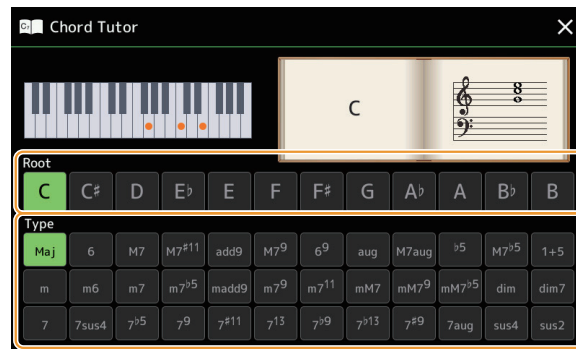 C7 Chord Tutor ×
C
Root
C C♯ D E♭ E F F♯ G A♭ A B♭ B
Type
Maj 6 M7 M7♯11 add9 M79 69 aug M7aug ♭5 M7♭5 1+5
m m6 m7 m7♭5 madd9 m79 m711 mM7 mM79 mM7♭5 dim dim7
7 7sus4 7♭5 79 7♯11 713 7♭9 7♭13 7♯9 7aug sus4 sus2